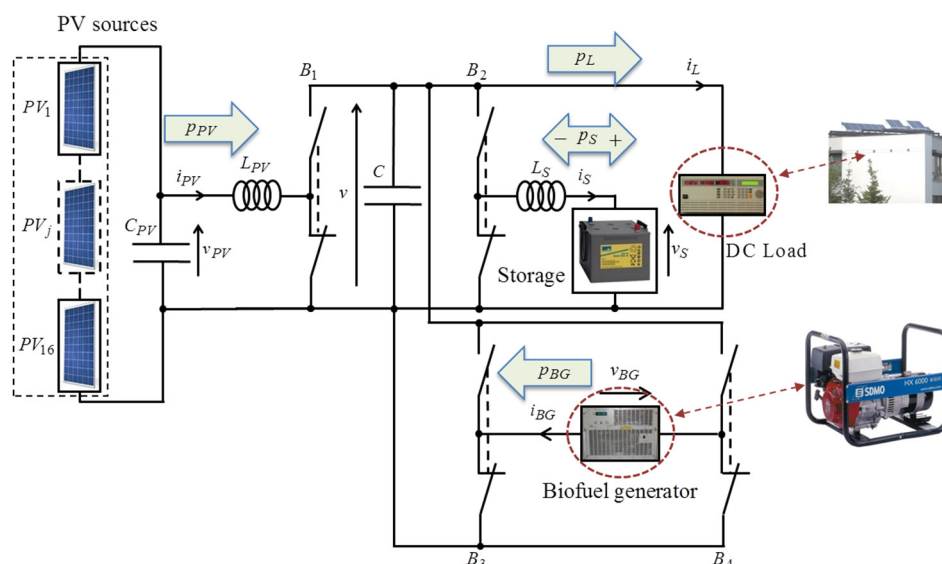 PV sources
PV1
PVj
PV16
pPV
iPV
LPV
CPV
vPV
B1
v
C
B2
pL
iL
− pS +
LS
iS
vS
Storage
DC Load
pBG
vBG
iBG
Biofuel generator
B3
B4
SDMO
HX 6000